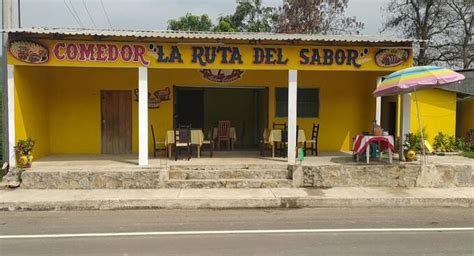 COMEDOR "LA RUTA DEL SABOR"